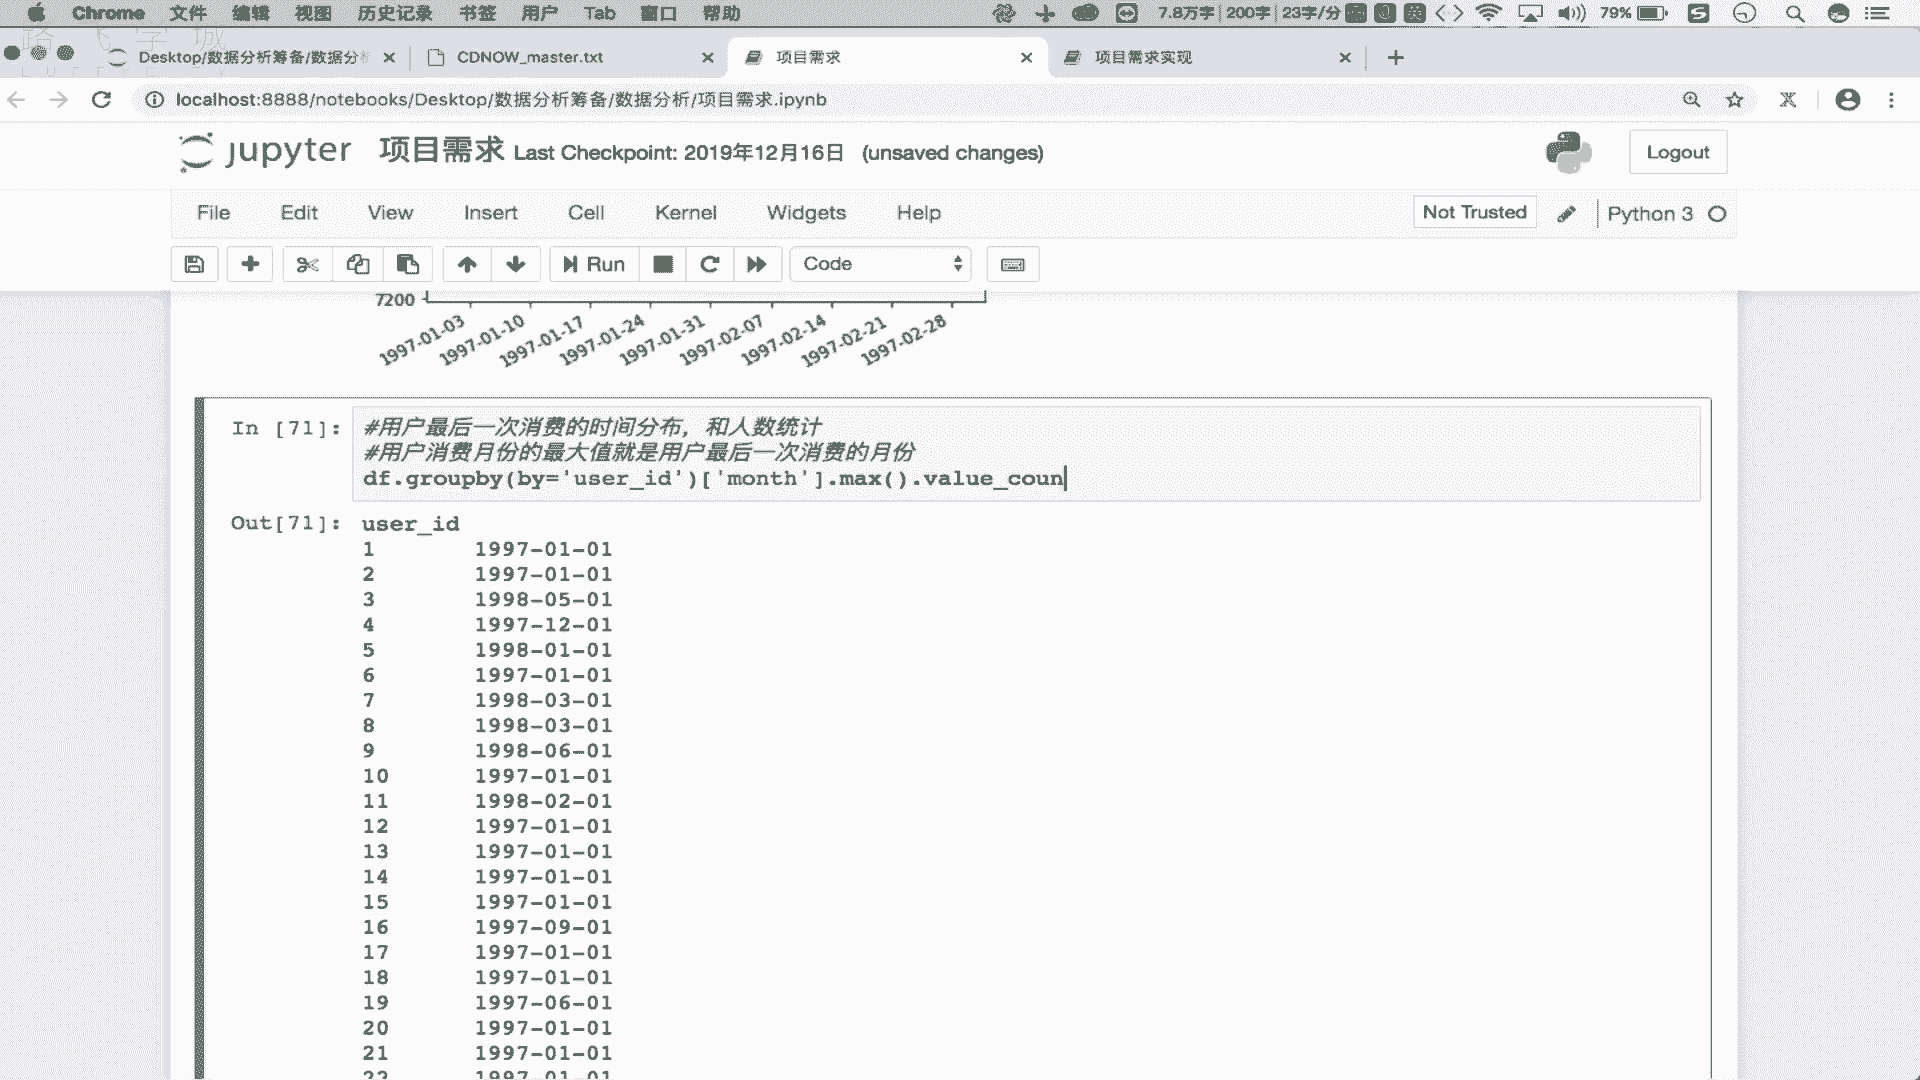 Chrome 文件 编辑 视图 历史记录 书签 用户 Tab 窗口 帮助 7.8万字 200字 23字/分 英 79%
Desktop/数据分析筹备/数据分析 CDNOW_master.txt 项目需求 项目需求实现
localhost:8888/notebooks/Desktop/数据分析筹备/数据分析/项目需求.ipynb
jupyter 项目需求 Last Checkpoint: 2019年12月16日 (unsaved changes) Logout
File Edit View Insert Cell Kernel Widgets Help Not Trusted Python 3
Run Code
7200
1997-01-03 1997-01-10 1997-01-17 1997-01-24 1997-01-31 1997-02-07 1997-02-14 1997-02-21 1997-02-28
In [71]: #用户最后一次消费的时间分布，和人数统计
#用户消费月份的最大值就是用户最后一次消费的月份
df.groupby(by='user_id')['month'].max().value_coun
Out[71]: user_id
1 1997-01-01
2 1997-01-01
3 1998-05-01
4 1997-12-01
5 1998-01-01
6 1997-01-01
7 1998-03-01
8 1998-03-01
9 1998-06-01
10 1997-01-01
11 1998-02-01
12 1997-01-01
13 1997-01-01
14 1997-01-01
15 1997-01-01
16 1997-09-01
17 1997-01-01
18 1997-01-01
19 1997-06-01
20 1997-01-01
21 1997-01-01
22 1997-01-01